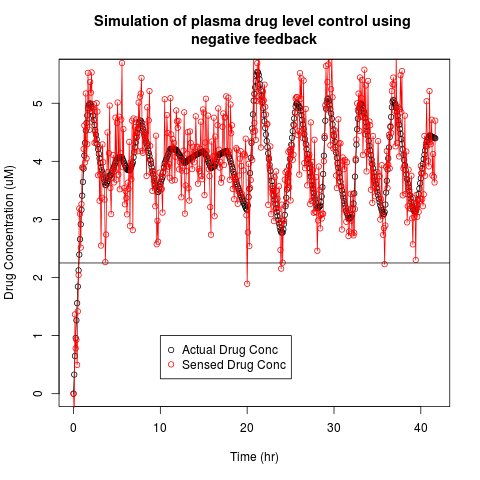 Simulation of plasma drug level control using
negative feedback
Drug Concentration (uM)
5
4
3
2
1
0
Actual Drug Conc
Sensed Drug Conc
0 10 20 30 40
Time (hr)